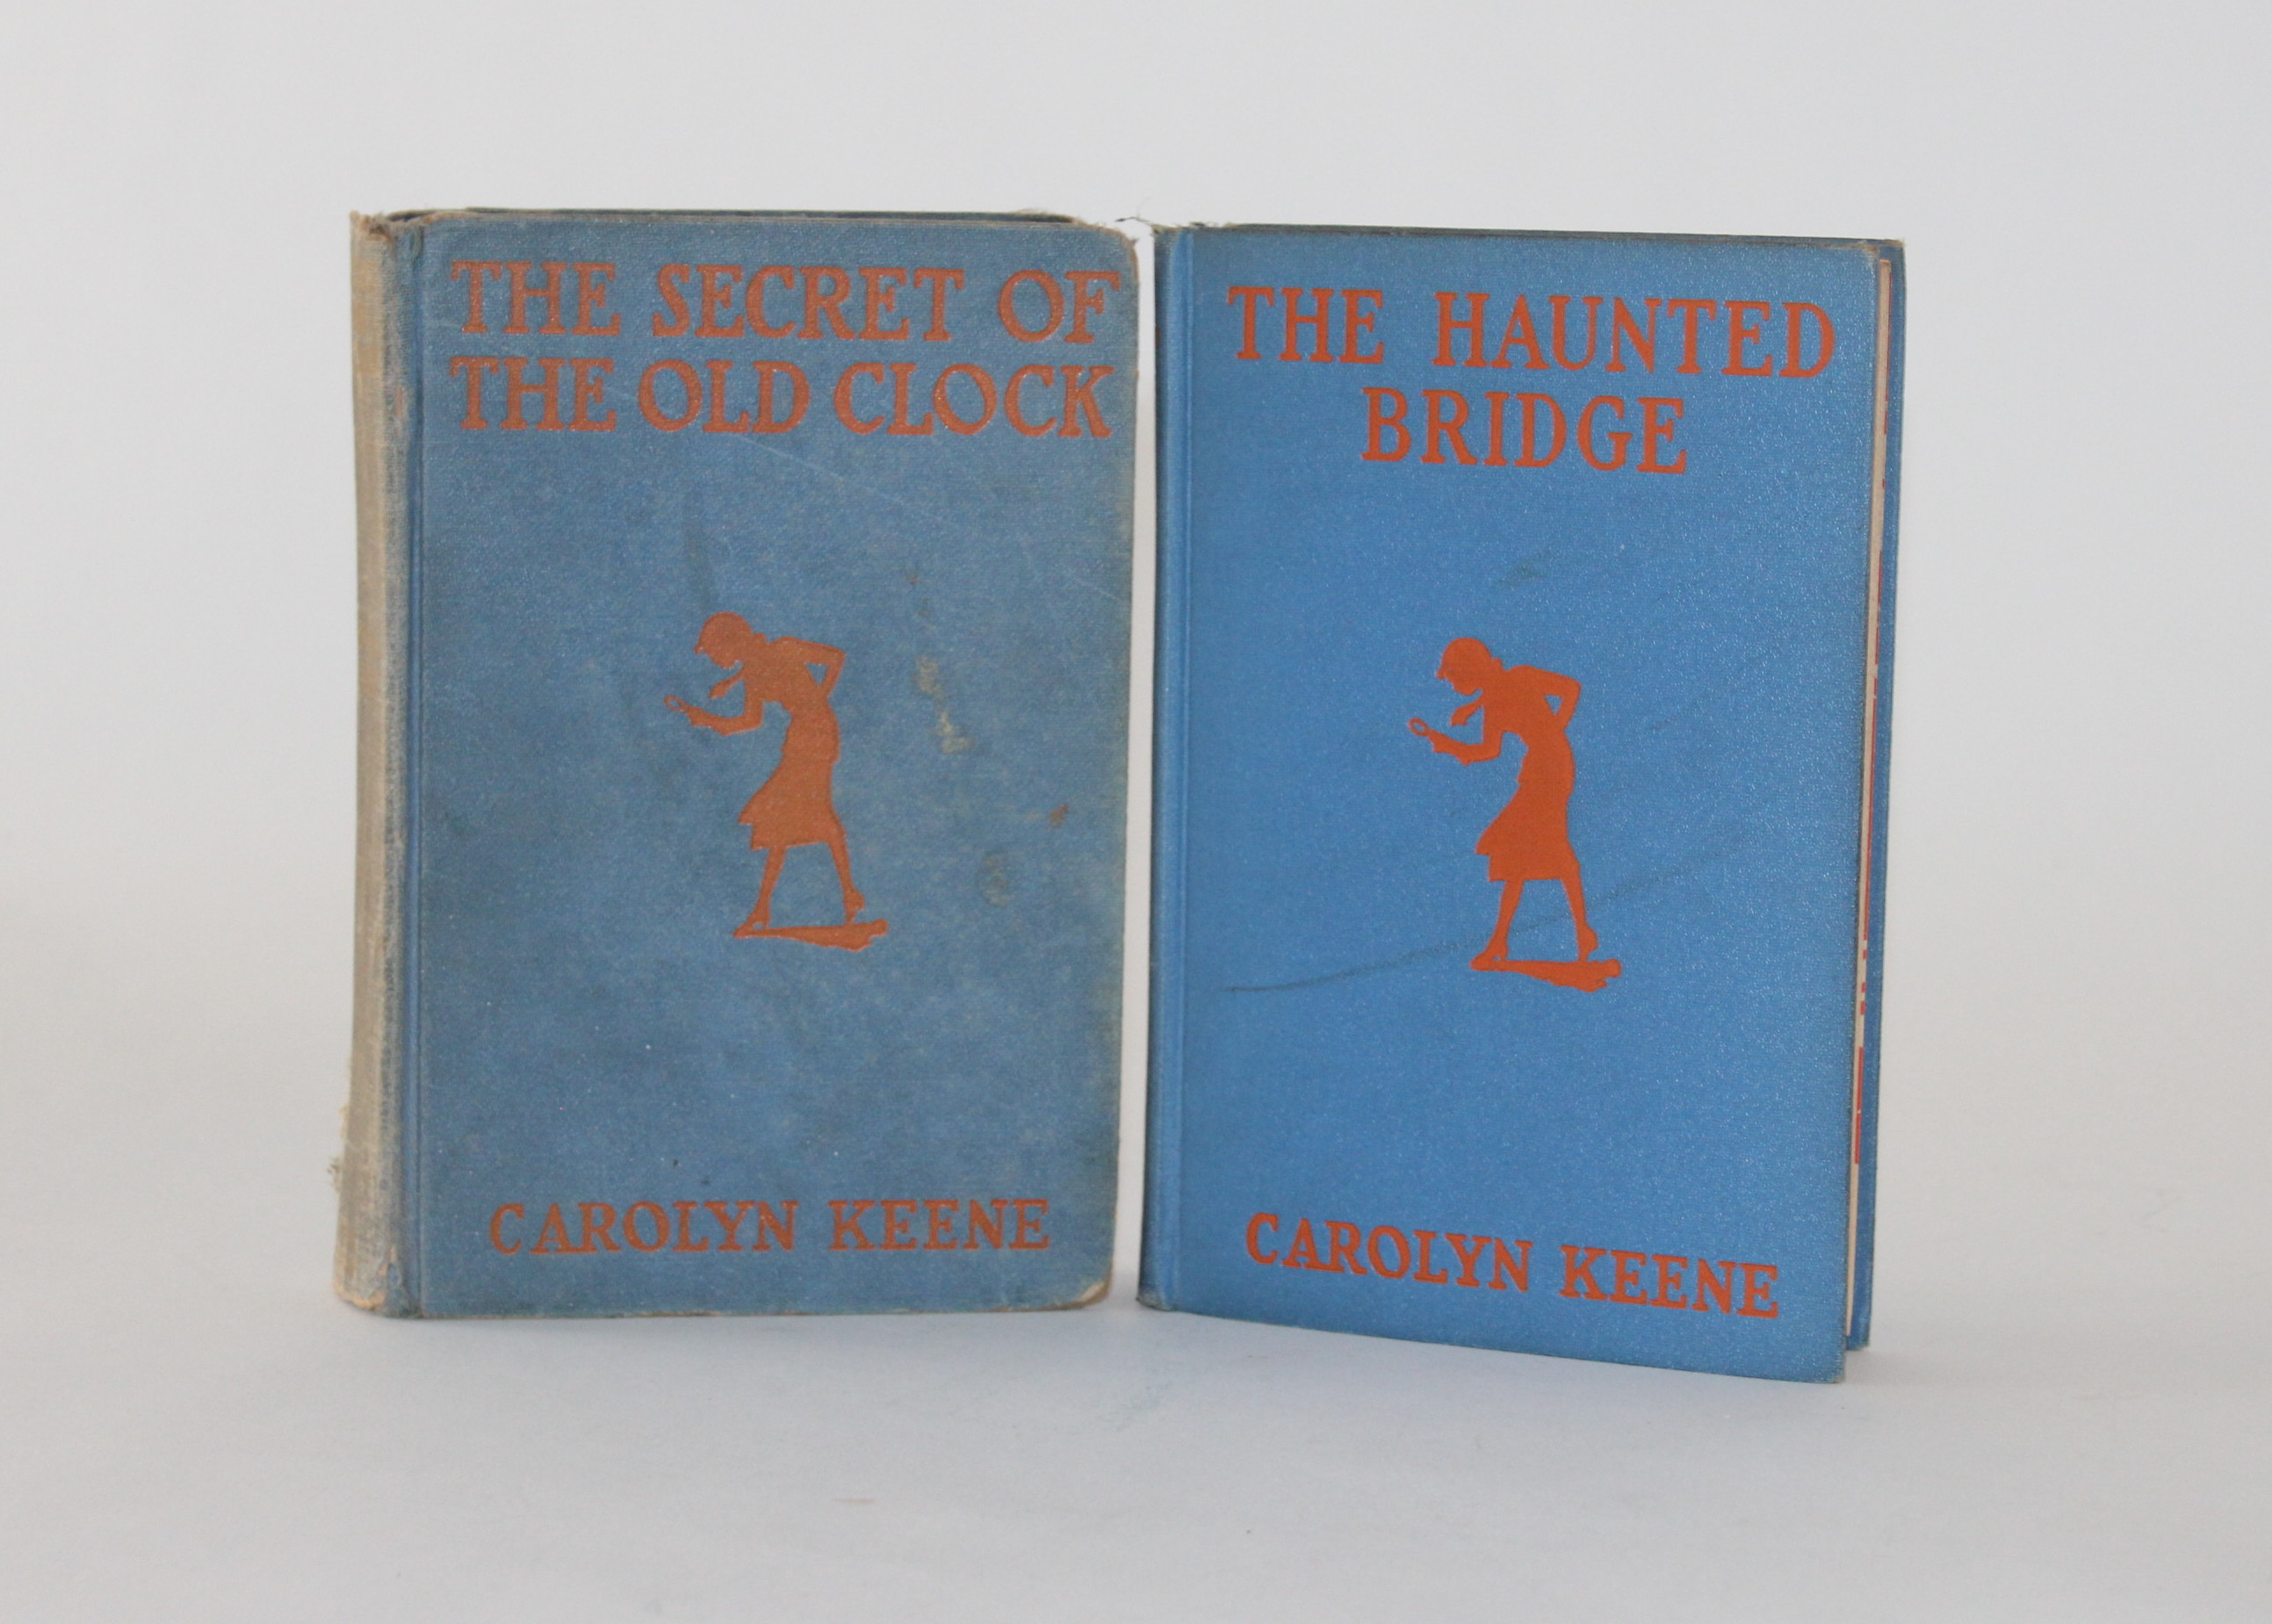 THE SECRET OF
THE OLD CLOCK
CAROLYN KEENE
THE HAUNTED
BRIDGE
CAROLYN KEENE